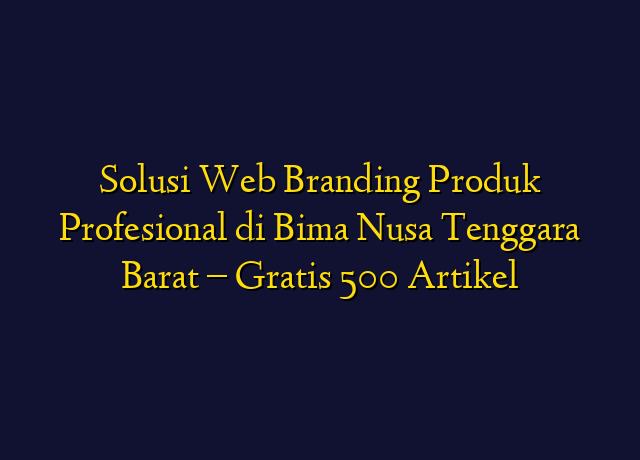 Solusi Web Branding Produk
Profesional di Bima Nusa Tenggara
Barat – Gratis 500 Artikel